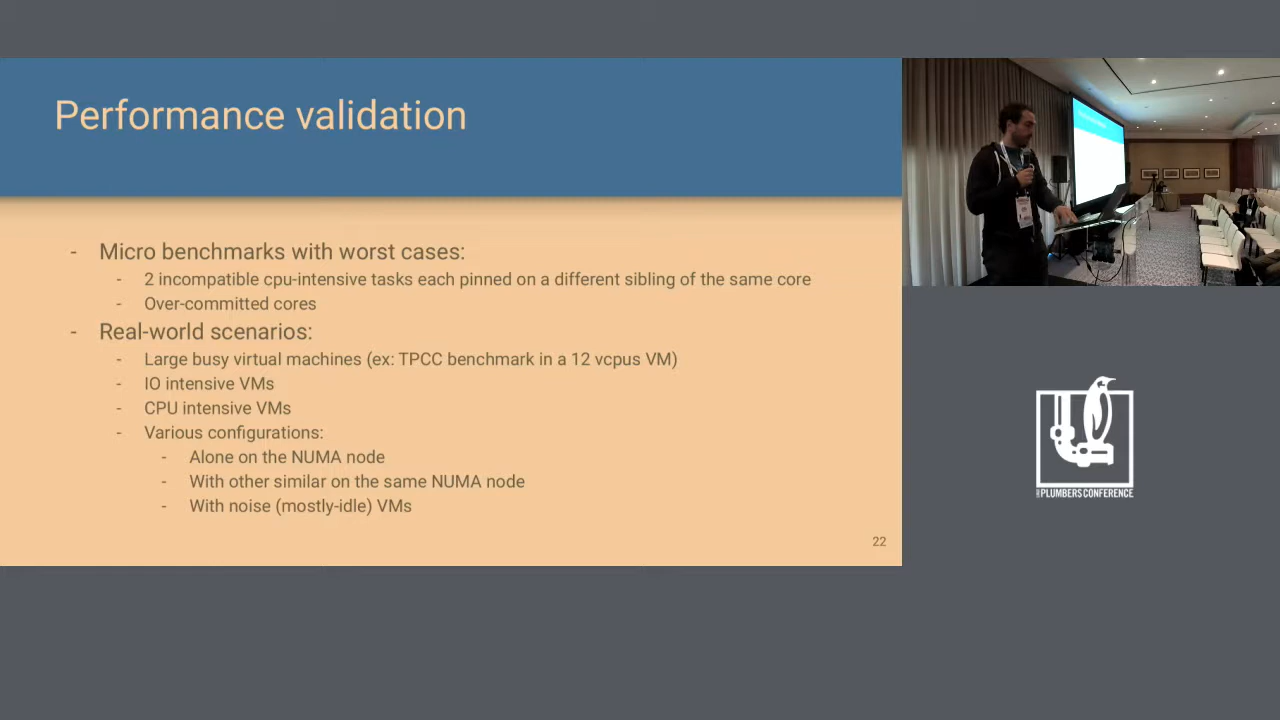 Performance validation
- Micro benchmarks with worst cases:
- 2 incompatible cpu-intensive tasks each pinned on a different sibling of the same core
- Over-committed cores
- Real-world scenarios:
- Large busy virtual machines (ex: TPCC benchmark in a 12 vcpus VM)
- IO intensive VMs
- CPU intensive VMs
- Various configurations:
- Alone on the NUMA node
- With other similar on the same NUMA node
- With noise (mostly-idle) VMs
22
PLUMBERS CONFERENCE